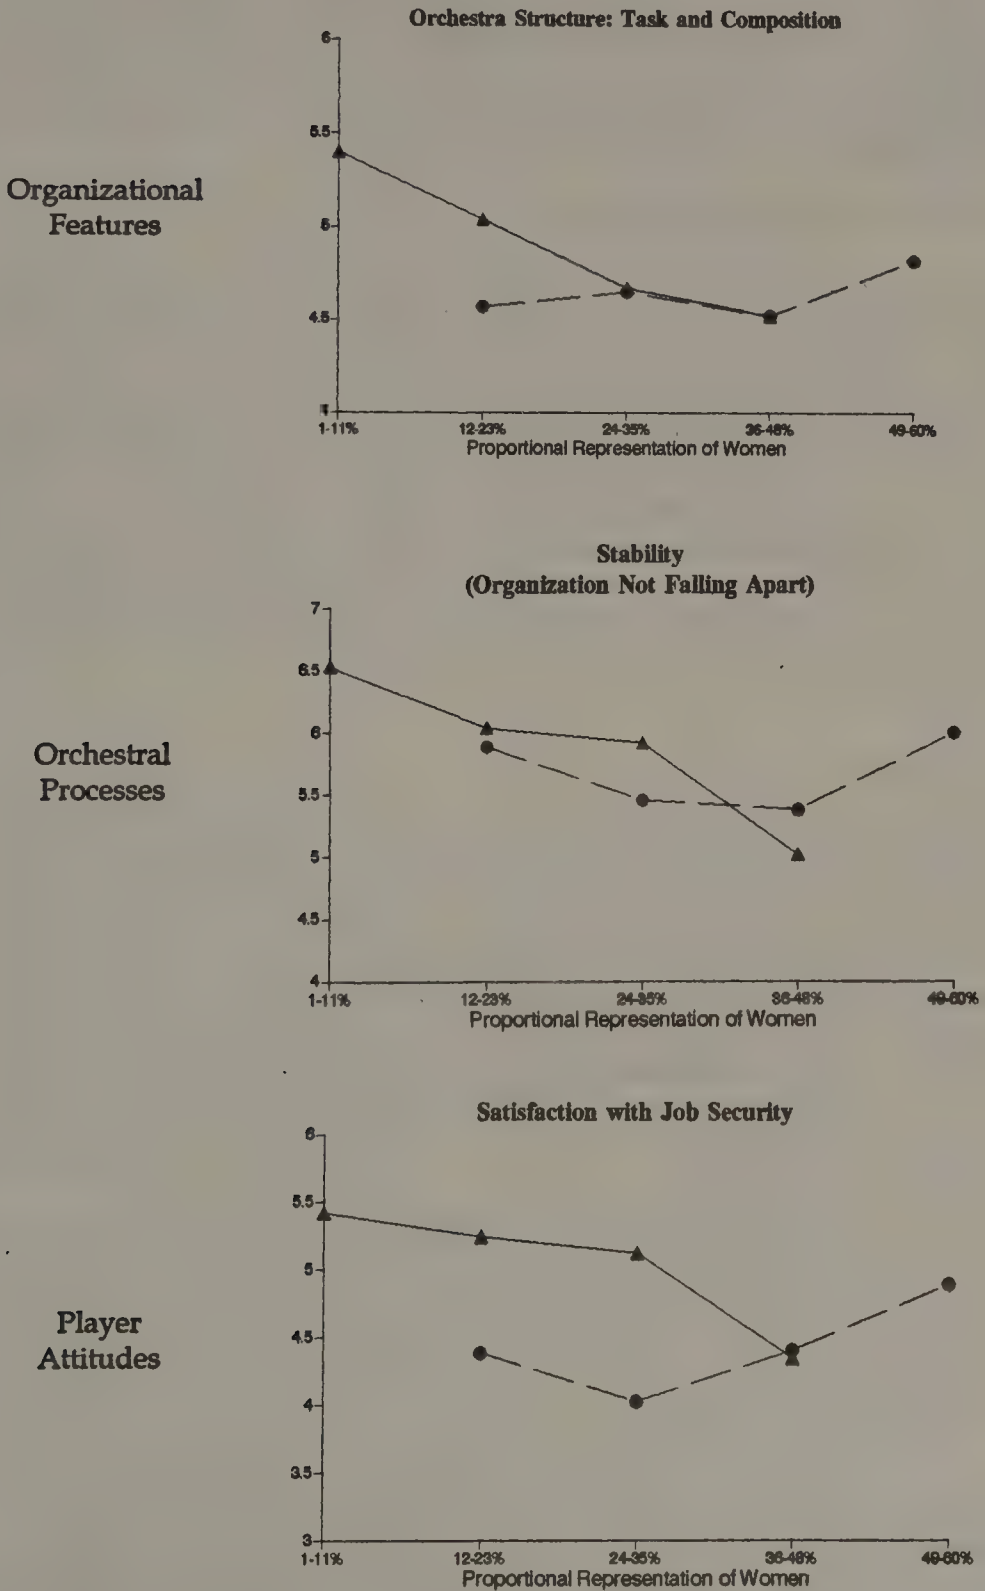 Orchestra Structure: Task and Composition
6
5.5
5
4.5
4
Organizational
Features
1-11% 12-23% 24-35% 36-48% 49-60%
Proportional Representation of Women
Stability
(Organization Not Falling Apart)
7
6.5
6
5.5
5
4.5
4
Orchestral
Processes
1-11% 12-23% 24-35% 36-48% 49-60%
Proportional Representation of Women
Satisfaction with Job Security
6
5.5
5
4.5
4
3.5
3
Player
Attitudes
1-11% 12-23% 24-35% 36-48% 49-60%
Proportional Representation of Women